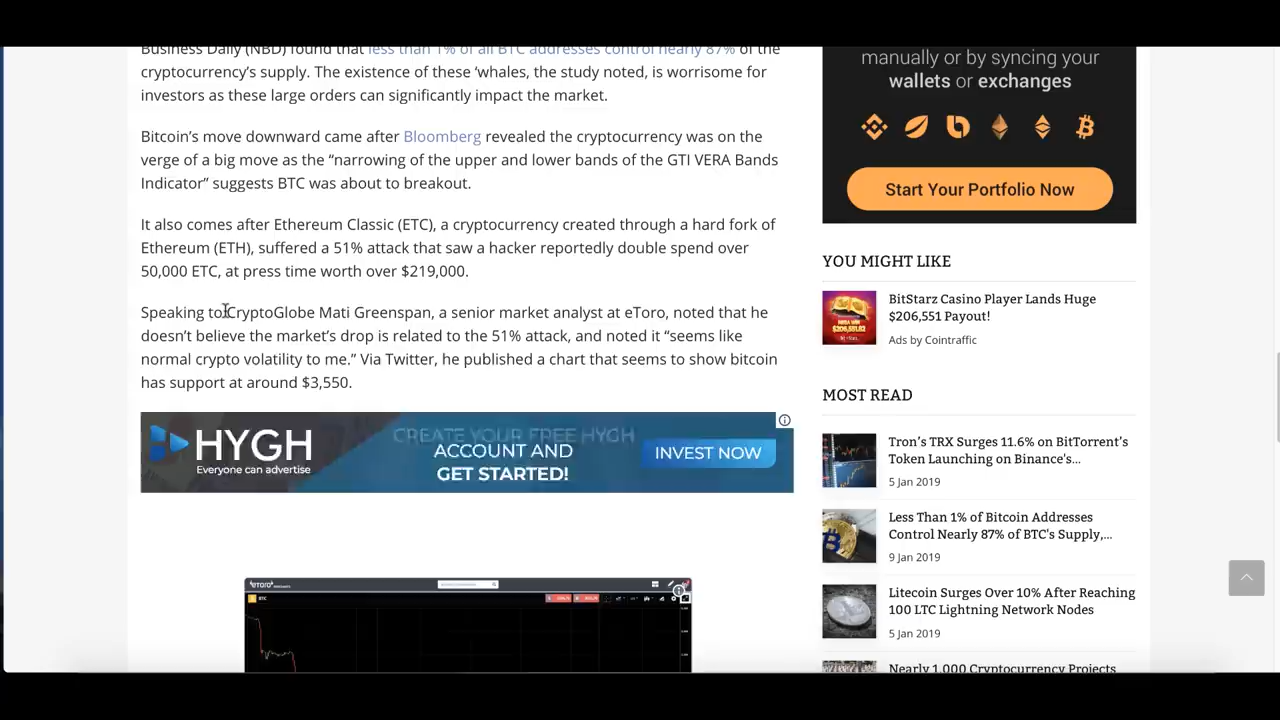 Business Daily (NBD) found that less than 1% of all BTC addresses control nearly 87% of the
cryptocurrency’s supply. The existence of these ‘whales, the study noted, is worrisome for
investors as these large orders can significantly impact the market.
Bitcoin’s move downward came after Bloomberg revealed the cryptocurrency was on the
verge of a big move as the “narrowing of the upper and lower bands of the GTI VERA Bands
Indicator” suggests BTC was about to breakout.
It also comes after Ethereum Classic (ETC), a cryptocurrency created through a hard fork of
Ethereum (ETH), suffered a 51% attack that saw a hacker reportedly double spend over
50,000 ETC, at press time worth over $219,000.
Speaking to CryptoGlobe Mati Greenspan, a senior market analyst at eToro, noted that he
doesn’t believe the market’s drop is related to the 51% attack, and noted it “seems like
normal crypto volatility to me.” Via Twitter, he published a chart that seems to show bitcoin
has support at around $3,550.
HYGH
Everyone can advertise
CREATE YOUR FREE HYGH
ACCOUNT AND
GET STARTED!
INVEST NOW
eToro
BTC
manually or by syncing your
wallets or exchanges
Start Your Portfolio Now
YOU MIGHT LIKE
BitStarz Casino Player Lands Huge
$206,551 Payout!
Ads by Cointraffic
MOST READ
Tron’s TRX Surges 11.6% on BitTorrent’s
Token Launching on Binance’s...
5 Jan 2019
Less Than 1% of Bitcoin Addresses
Control Nearly 87% of BTC’s Supply,...
9 Jan 2019
Litecoin Surges Over 10% After Reaching
100 LTC Lightning Network Nodes
5 Jan 2019
Nearly 1,000 Cryptocurrency Projects